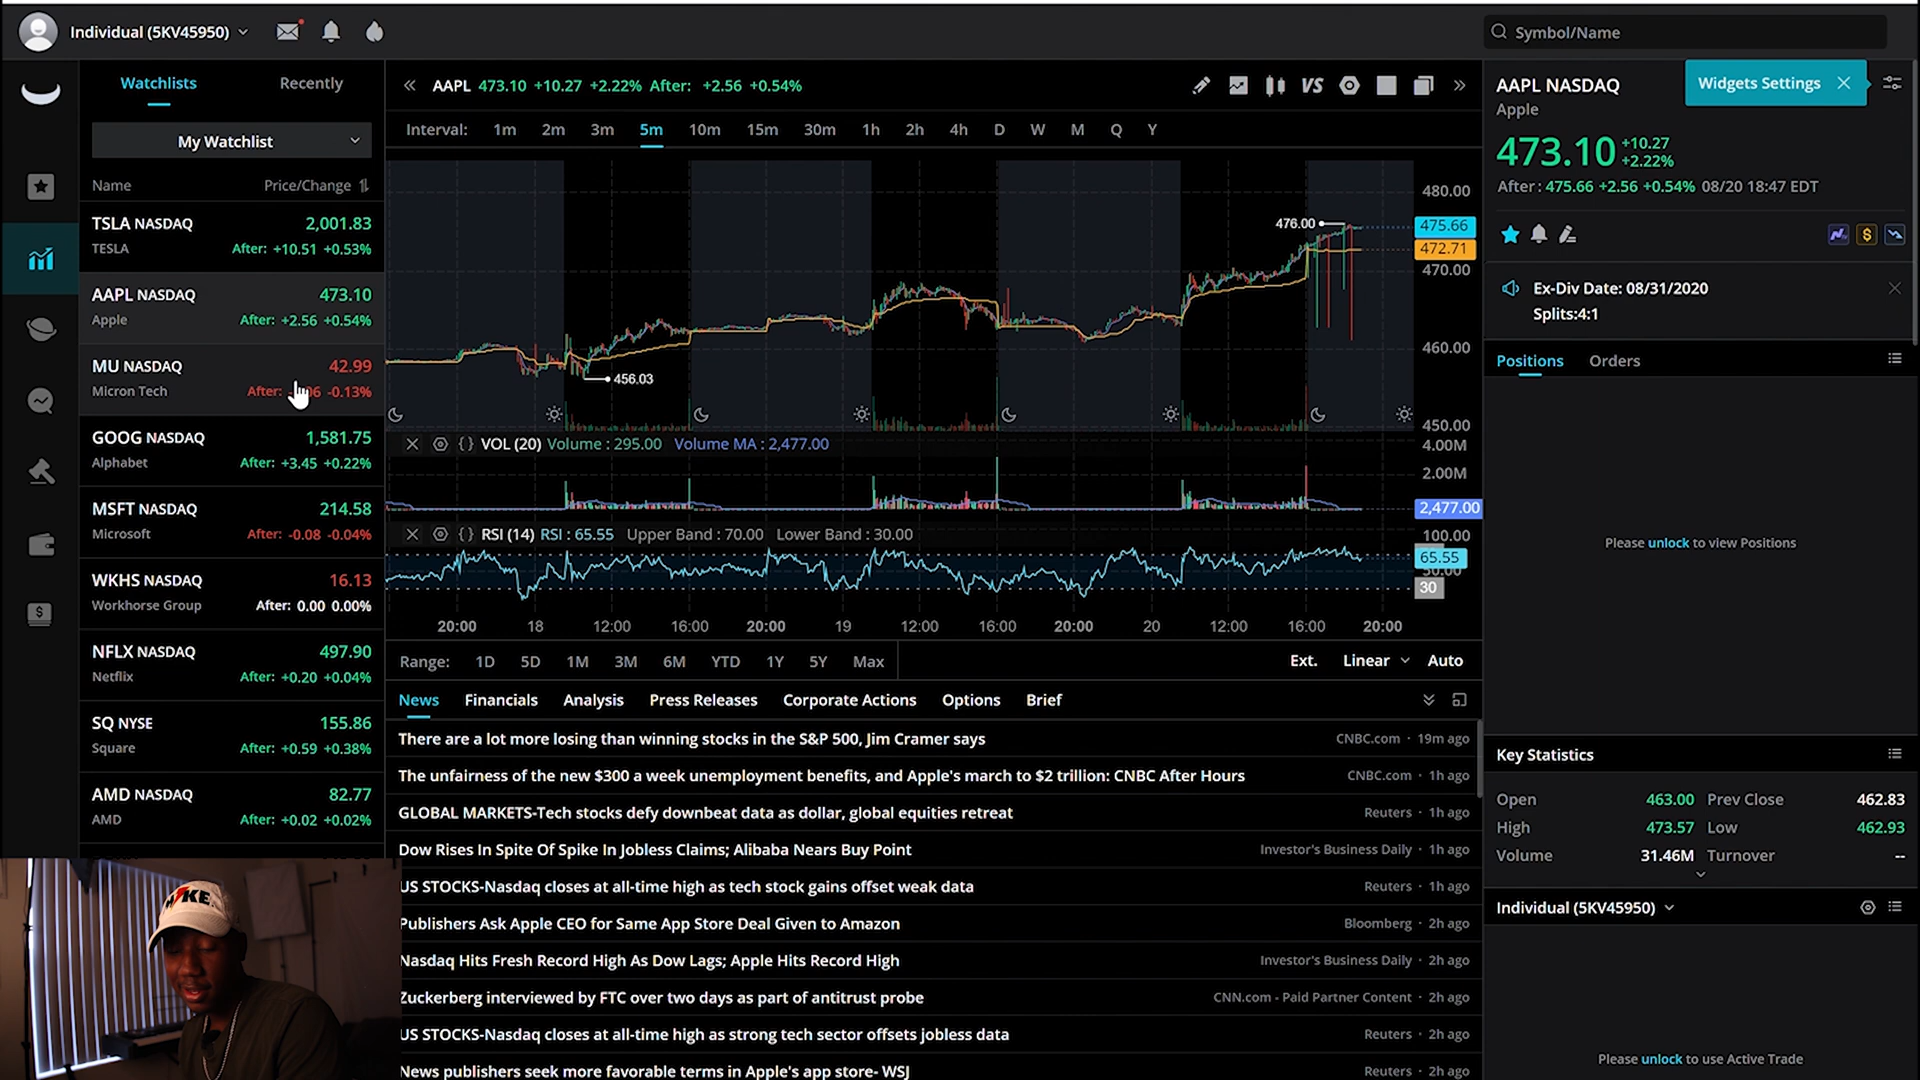 Individual (5KV45950)
Symbol/Name
Watchlists Recently
My Watchlist
Name Price/Change
TSLA NASDAQ 2,001.83
TESLA After: +10.51 +0.53%
AAPL NASDAQ 473.10
Apple After: +2.56 +0.54%
MU NASDAQ 42.99
Micron Tech After: -0.13%
GOOG NASDAQ 1,581.75
Alphabet After: +3.45 +0.22%
MSFT NASDAQ 214.58
Microsoft After: -0.08 -0.04%
WKHS NASDAQ 16.13
Workhorse Group After: 0.00 0.00%
NFLX NASDAQ 497.90
Netflix After: +0.20 +0.04%
SQ NYSE 155.86
Square After: +0.59 +0.38%
AMD NASDAQ 82.77
AMD After: +0.02 +0.02%
AAPL 473.10 +10.27 +2.22% After: +2.56 +0.54%
VS
Interval: 1m 2m 3m 5m 10m 15m 30m 1h 2h 4h D W M Q Y
480.00
476.00
475.66
472.71
470.00
460.00
456.03
450.00
VOL (20) Volume : 295.00 Volume MA : 2,477.00
4.00M
2.00M
2,477.00
RSI (14) RSI : 65.55 Upper Band : 70.00 Lower Band : 30.00
100.00
65.55
50.00
30
20:00 18 12:00 16:00 20:00 19 12:00 16:00 20:00 20 12:00 16:00 20:00
Range: 1D 5D 1M 3M 6M YTD 1Y 5Y Max
Ext. Linear Auto
News Financials Analysis Press Releases Corporate Actions Options Brief
There are a lot more losing than winning stocks in the S&P 500, Jim Cramer says CNBC.com · 19m ago
The unfairness of the new $300 a week unemployment benefits, and Apple's march to $2 trillion: CNBC After Hours CNBC.com · 1h ago
GLOBAL MARKETS-Tech stocks defy downbeat data as dollar, global equities retreat Reuters · 1h ago
Dow Rises In Spite Of Spike In Jobless Claims; Alibaba Nears Buy Point Investor's Business Daily · 1h ago
US STOCKS-Nasdaq closes at all-time high as tech stock gains offset weak data Reuters · 1h ago
Publishers Ask Apple CEO for Same App Store Deal Given to Amazon Bloomberg · 2h ago
Nasdaq Hits Fresh Record High As Dow Lags; Apple Hits Record High Investor's Business Daily · 2h ago
Zuckerberg interviewed by FTC over two days as part of antitrust probe CNN.com - Paid Partner Content · 2h ago
US STOCKS-Nasdaq closes at all-time high as strong tech sector offsets jobless data Reuters · 2h ago
News publishers seek more favorable terms in Apple's app store- WSJ Reuters · 2h ago
AAPL NASDAQ
Widgets Settings
Apple
473.10 +10.27
+2.22%
After : 475.66 +2.56 +0.54% 08/20 18:47 EDT
$
Ex-Div Date: 08/31/2020
Splits:4:1
Positions Orders
Please unlock to view Positions
Key Statistics
Open 463.00 Prev Close 462.83
High 473.57 Low 462.93
Volume 31.46M Turnover --
Individual (5KV45950)
Please unlock to use Active Trade